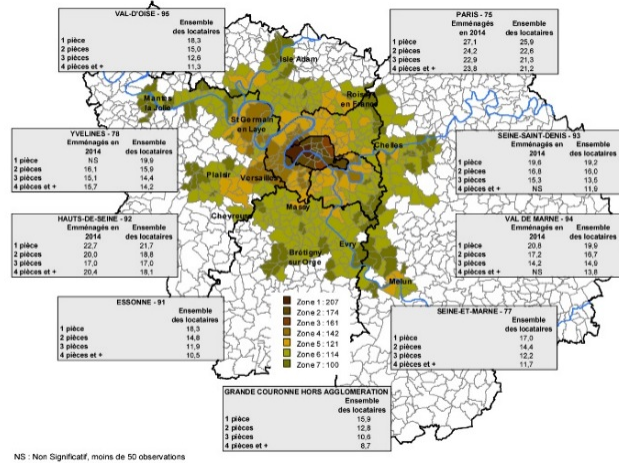 VAL-D'OISE - 95
Ensemble
des locataires
1 pièce 18,3
2 pièces 15,0
3 pièces 12,6
4 pièces et + 11,3
PARIS - 75
Emménagés Ensemble
en 2014 des locataires
1 pièce 27,1 25,9
2 pièces 24,2 22,6
3 pièces 22,9 21,3
4 pièces et + 23,8 21,2
Isle Adam
Mantes
la Jolie
Roissy
en France
St Germain
en Laye
YVELINES - 78
Emménagés en Ensemble
2014 des locataires
1 pièce NS 19,9
2 pièces 16,1 15,9
3 pièces 15,1 14,4
4 pièces et + 15,7 14,2
SEINE-SAINT-DENIS - 93
Emménagés en Ensemble
2014 des locataires
1 pièce 19,6 19,2
2 pièces 16,8 16,0
3 pièces 15,3 13,5
4 pièces et + NS 11,9
Chelles
Plaisir
Versailles
HAUTS-DE-SEINE - 92
Emménagés en Ensemble
2014 des locataires
1 pièce 22,7 21,7
2 pièces 20,0 18,8
3 pièces 17,0 17,0
4 pièces et + 20,4 18,1
Chevreuse
Massy
VAL DE MARNE - 94
Emménagés en Ensemble
2014 des locataires
1 pièce 20,8 19,9
2 pièces 17,2 16,7
3 pièces 14,2 14,9
4 pièces et + NS 13,8
Evry
Brétigny
sur Orge
Melun
ESSONNE - 91
Ensemble
des locataires
1 pièce 18,3
2 pièces 14,8
3 pièces 11,9
4 pièces et + 10,5
Zone 1 : 207
Zone 2 : 174
Zone 3 : 161
Zone 4 : 142
Zone 5 : 121
Zone 6 : 114
Zone 7 : 100
SEINE-ET-MARNE - 77
Ensemble
des locataires
1 pièce 17,0
2 pièces 14,4
3 pièces 12,2
4 pièces et + 11,7
GRANDE COURONNE HORS AGGLOMERATION
Ensemble
des locataires
1 pièce 15,9
2 pièces 12,8
3 pièces 10,6
4 pièces et + 8,7
NS : Non Significatif, moins de 50 observations